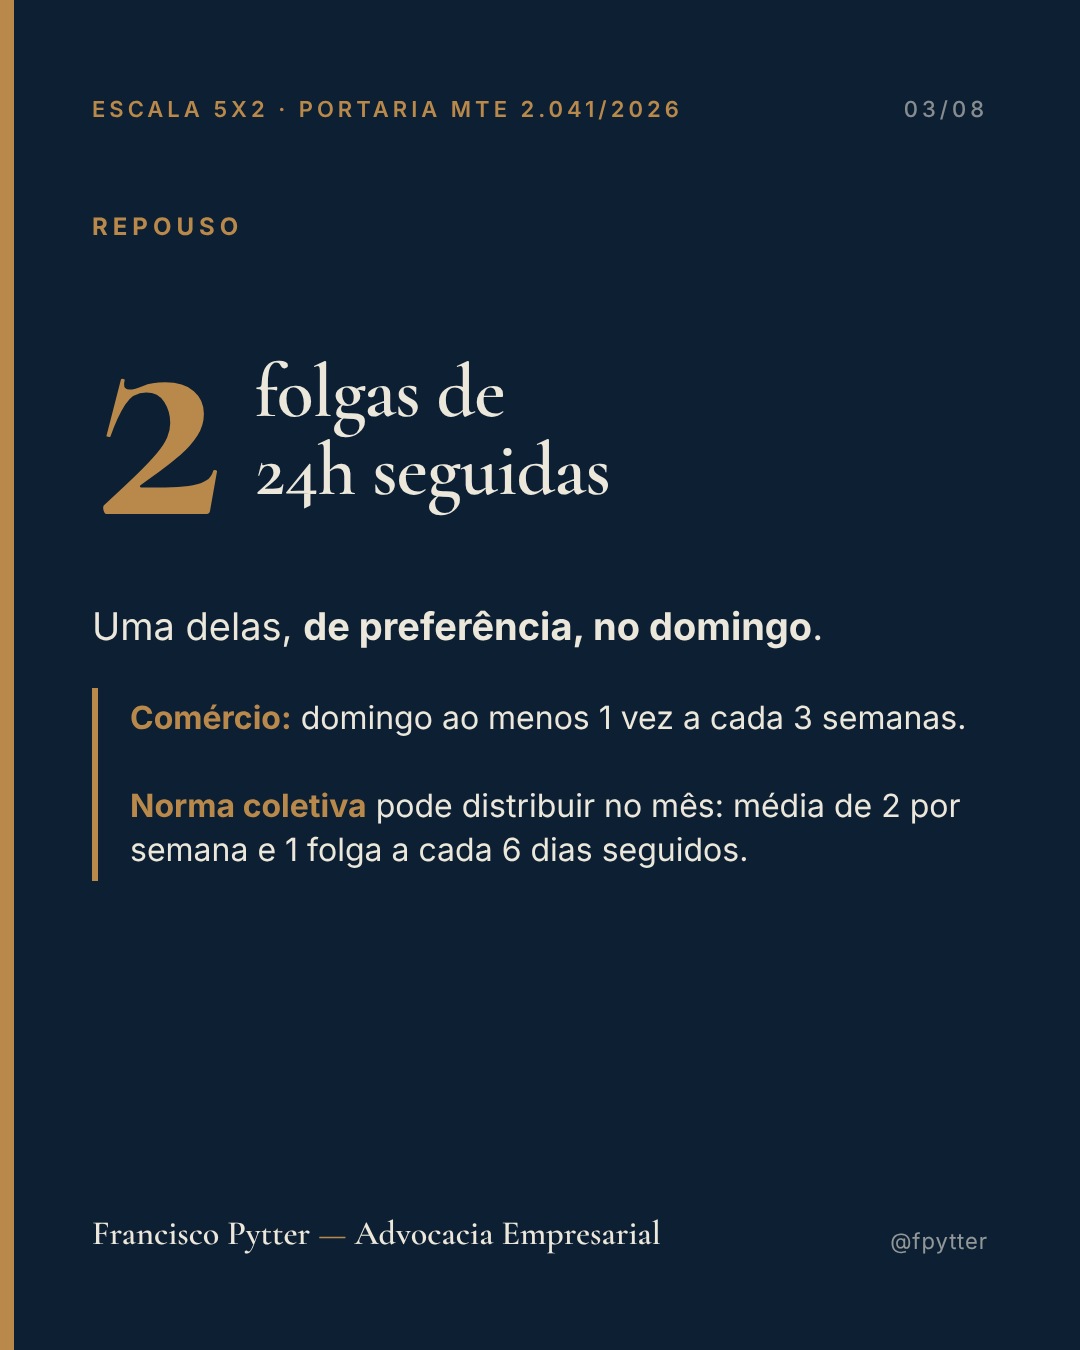 ESCALA 5X2 · PORTARIA MTE 2.041/2026
03/08
REPOUSO
2
folgas de
24h seguidas
Uma delas, de preferência, no domingo.
Comércio: domingo ao menos 1 vez a cada 3 semanas.
Norma coletiva pode distribuir no mês: média de 2 por
semana e 1 folga a cada 6 dias seguidos.
Francisco Pytter — Advocacia Empresarial
@fpytter